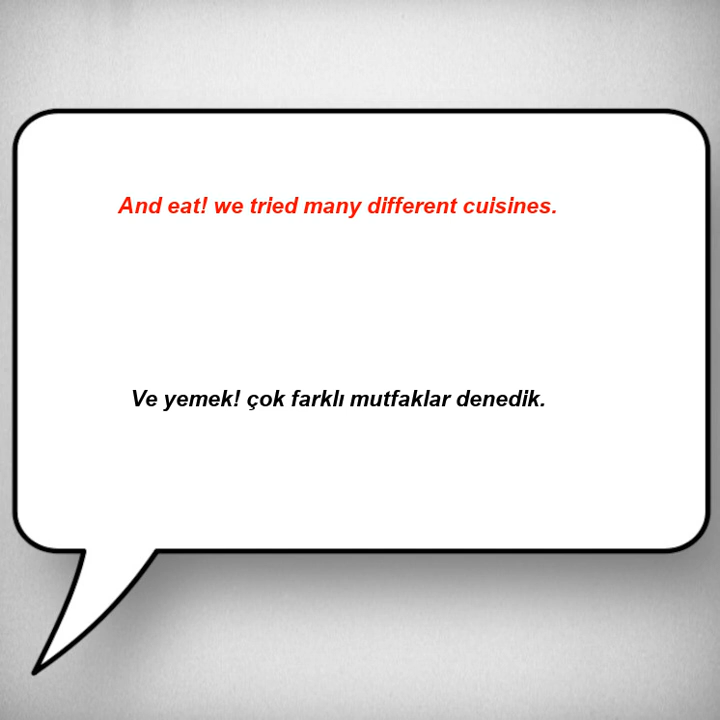 And eat! we tried many different cuisines.
Ve yemek! çok farklı mutfaklar denedik.